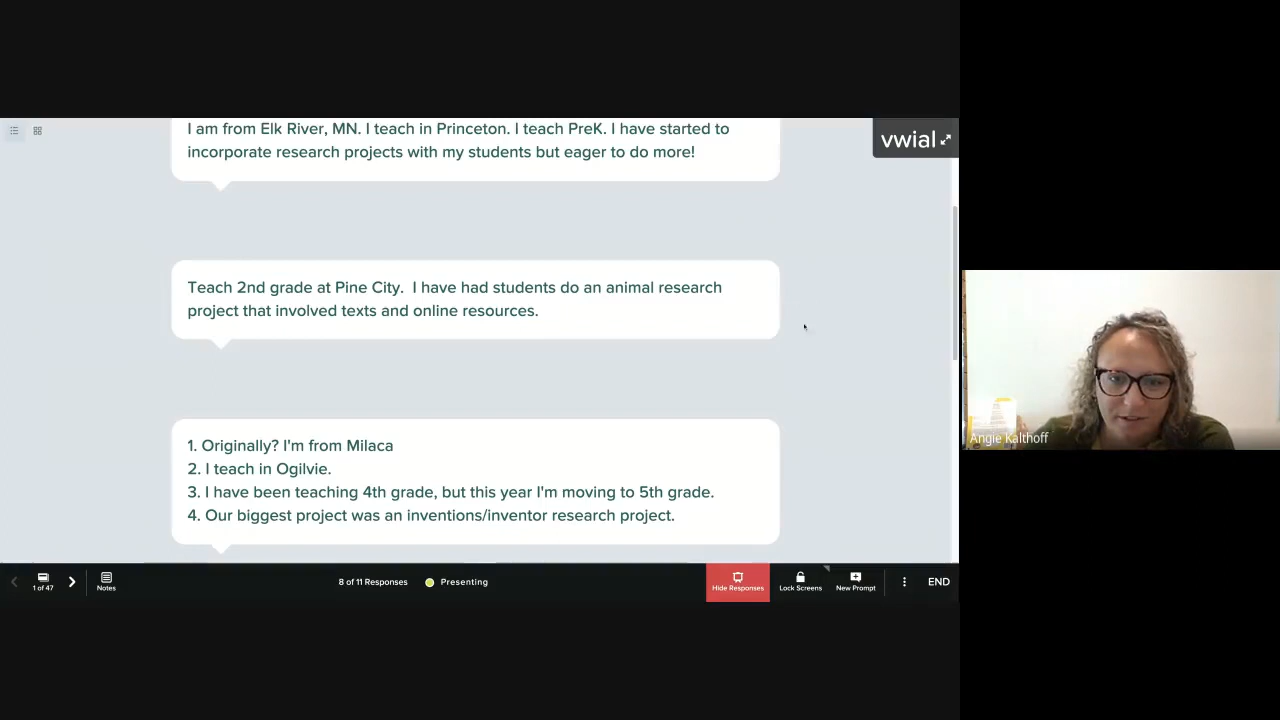 I am from Elk River, MN. I teach in Princeton. I teach PreK. I have started to
incorporate research projects with my students but eager to do more!
vwial
Teach 2nd grade at Pine City.  I have had students do an animal research
project that involved texts and online resources.
1. Originally? I'm from Milaca
2. I teach in Ogilvie.
3. I have been teaching 4th grade, but this year I'm moving to 5th grade.
4. Our biggest project was an inventions/inventor research project.
Angie Kalthoff
1 of 47
Notes
8 of 11 Responses
Presenting
Hide Responses
Lock Screens
New Prompt
END